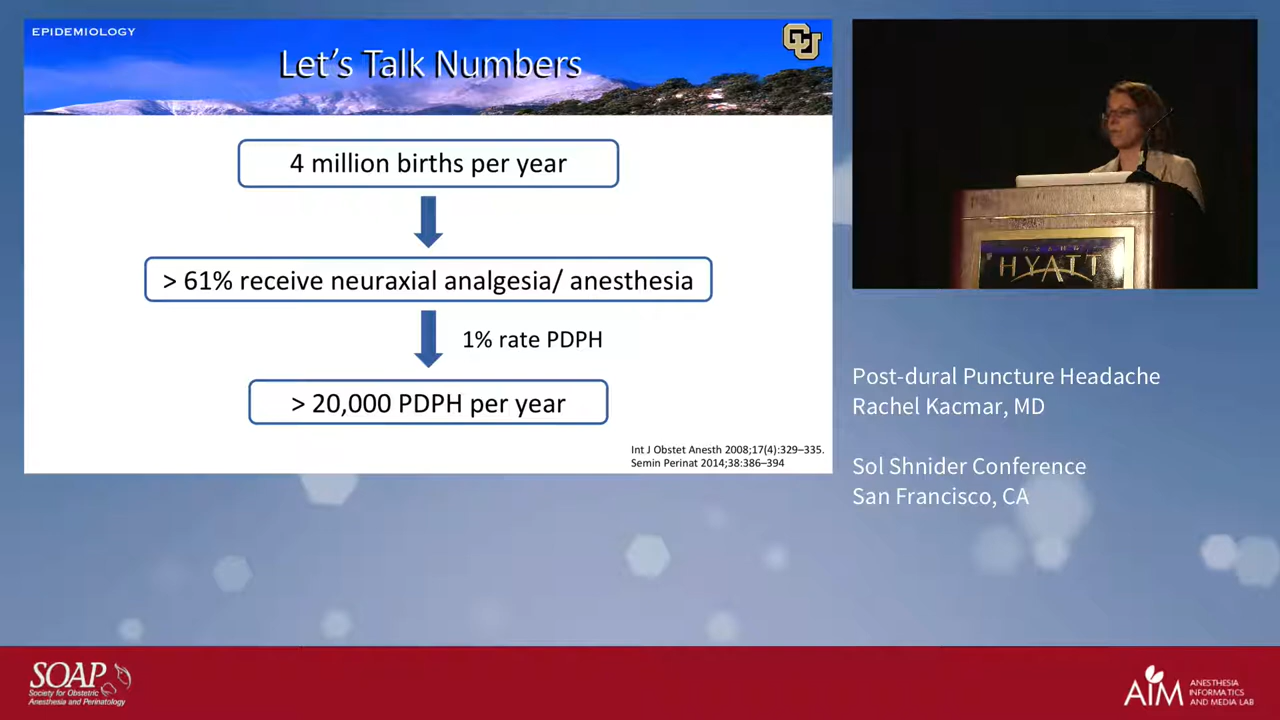 EPIDEMIOLOGY
Let's Talk Numbers
CU
4 million births per year
> 61% receive neuraxial analgesia/ anesthesia
1% rate PDPH
> 20,000 PDPH per year
Int J Obstet Anesth 2008;17(4):329–335.
Semin Perinat 2014;38:386–394
GRAND
HYATT
Post-dural Puncture Headache
Rachel Kacmar, MD
Sol Shnider Conference
San Francisco, CA
SOAP
Society for Obstetric
Anesthesia and Perinatology
AIM
ANESTHESIA
INFORMATICS
AND MEDIA LAB